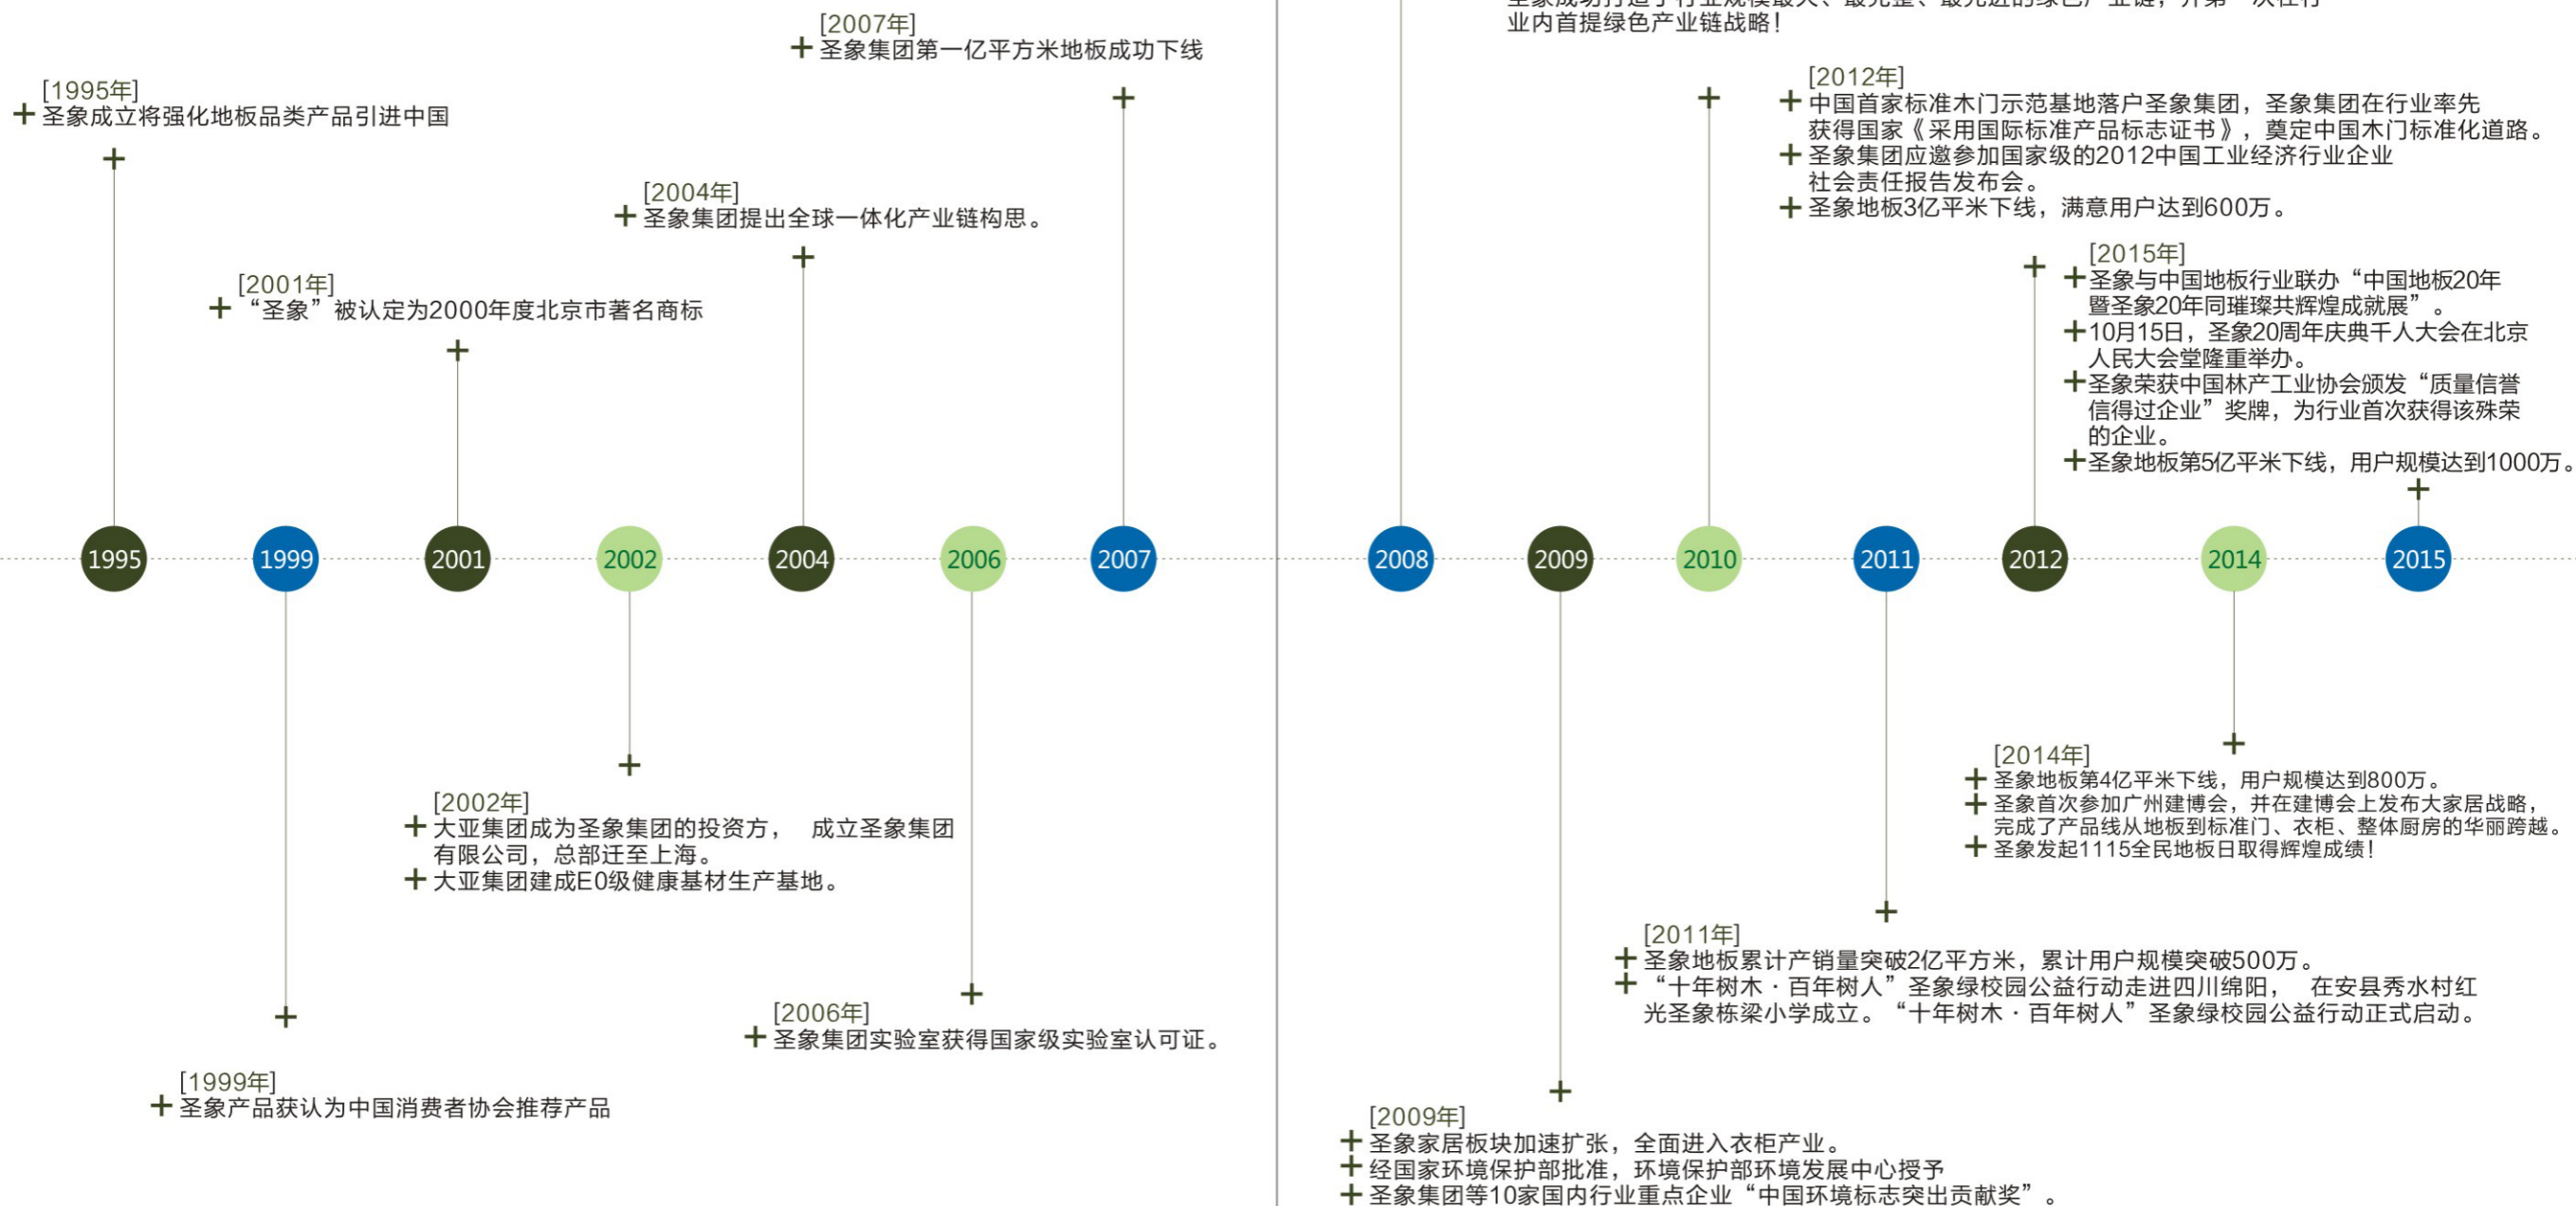 [2007年]
圣象集团第一亿平方米地板成功下线
[1995年]
圣象成立将强化地板品类产品引进中国
[2004年]
圣象集团提出全球一体化产业链构思。
[2001年]
“圣象”被认定为2000年度北京市著名商标
圣象成功打造了行业规模最大、最完整、最先进的绿色产业链，并第一次在行
业内首提绿色产业链战略！
[2012年]
中国首家标准木门示范基地落户圣象集团，圣象集团在行业率先
获得国家《采用国际标准产品标志证书》，奠定中国木门标准化道路。
圣象集团应邀参加国家级的2012中国工业经济行业企业
社会责任报告发布会。
圣象地板3亿平米下线，满意用户达到600万。
[2015年]
圣象与中国地板行业联办“中国地板20年
暨圣象20年同璀璨共辉煌成就展”。
10月15日，圣象20周年庆典千人大会在北京
人民大会堂隆重举办。
圣象荣获中国林产工业协会颁发“质量信誉
信得过企业”奖牌，为行业首次获得该殊荣
的企业。
圣象地板第5亿平米下线，用户规模达到1000万。
1995 1999 2001 2002 2004 2006 2007 2008 2009 2010 2011 2012 2014 2015
[2002年]
大亚集团成为圣象集团的投资方， 成立圣象集团
有限公司，总部迁至上海。
大亚集团建成E0级健康基材生产基地。
[2006年]
圣象集团实验室获得国家级实验室认可证。
[1999年]
圣象产品获认为中国消费者协会推荐产品
[2014年]
圣象地板第4亿平米下线，用户规模达到800万。
圣象首次参加广州建博会，并在建博会上发布大家居战略，
完成了产品线从地板到标准门、衣柜、整体厨房的华丽跨越。
圣象发起1115全民地板日取得辉煌成绩！
[2011年]
圣象地板累计产销量突破2亿平方米，累计用户规模突破500万。
“十年树木·百年树人”圣象绿校园公益行动走进四川绵阳， 在安县秀水村红
光圣象栋梁小学成立。“十年树木·百年树人”圣象绿校园公益行动正式启动。
[2009年]
圣象家居板块加速扩张，全面进入衣柜产业。
经国家环境保护部批准，环境保护部环境发展中心授予
圣象集团等10家国内行业重点企业“中国环境标志突出贡献奖”。